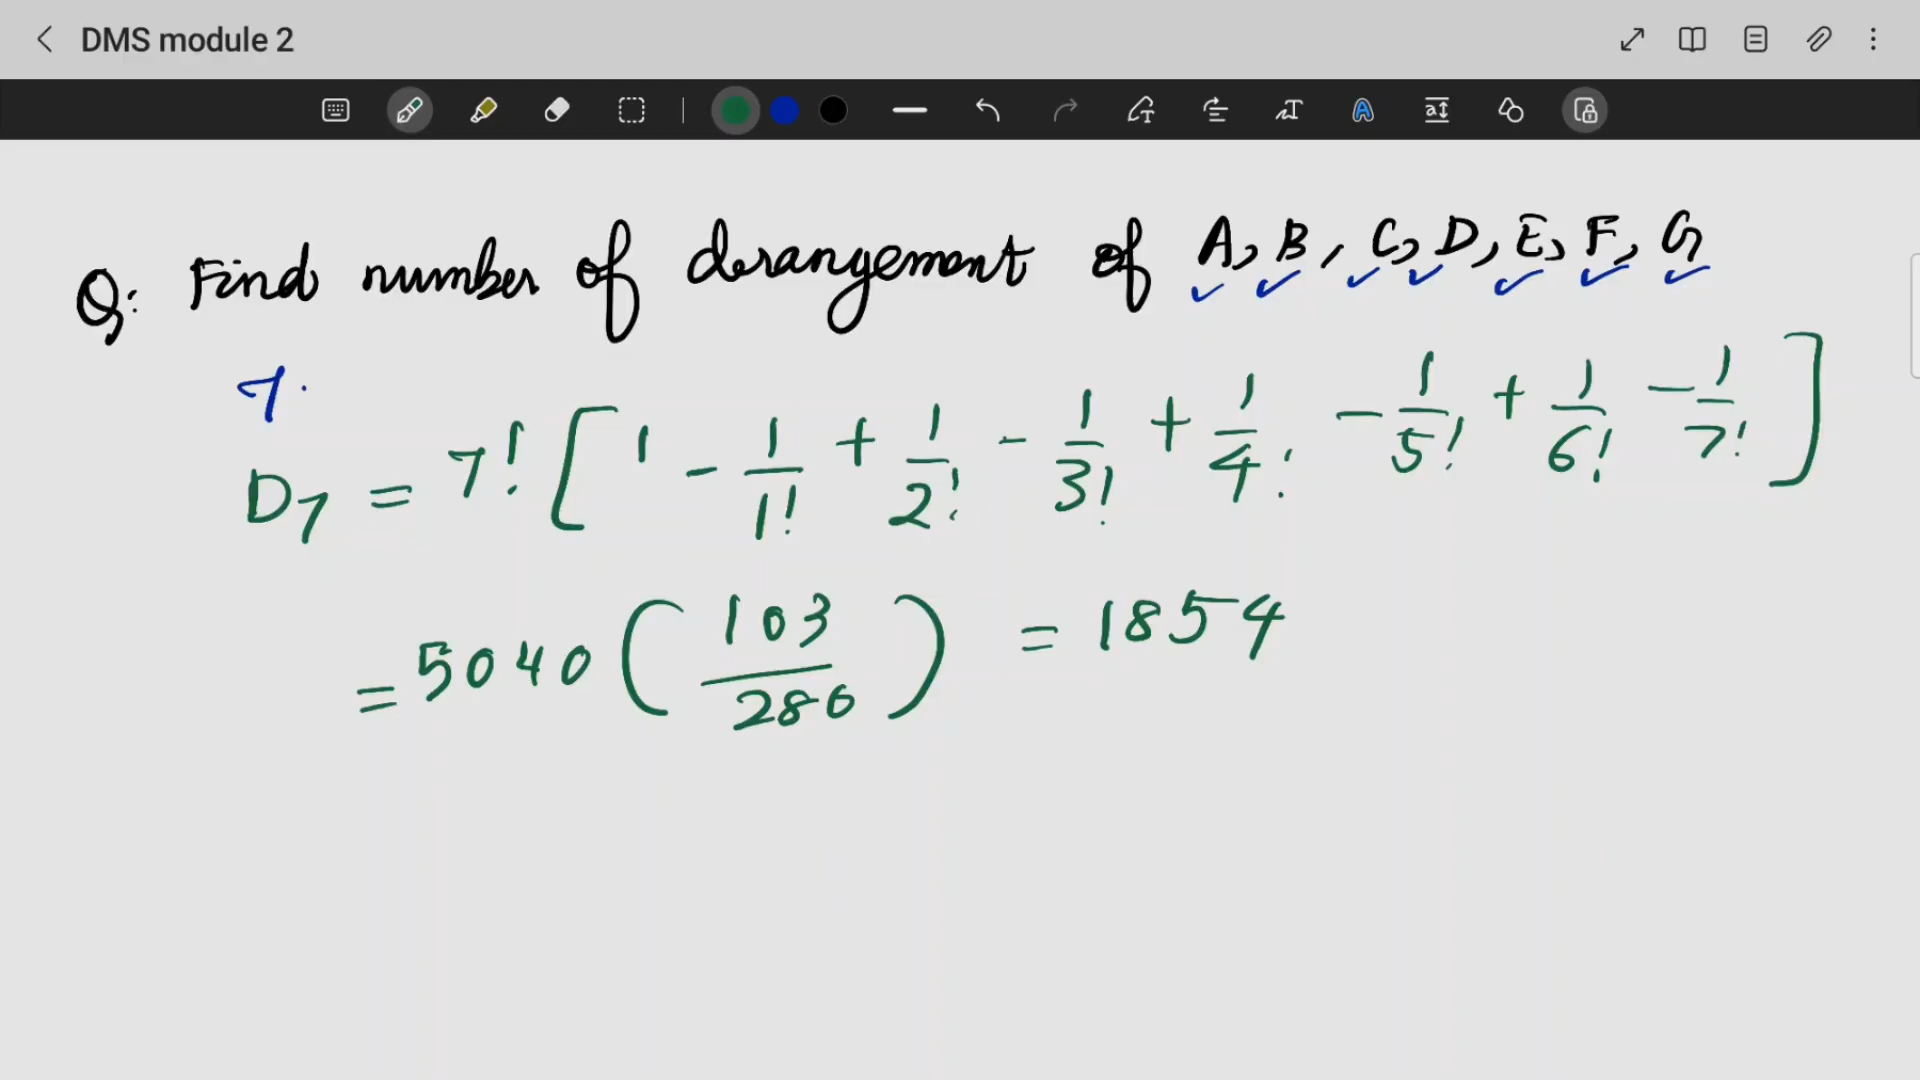 DMS module 2
Q: Find number of derangement of A, B, C, D, E, F, G
7.
D₇ = 7! [ 1 - 1/1! + 1/2! - 1/3! + 1/4! - 1/5! + 1/6! - 1/7! ]
= 5040 ( 103/280 ) = 1854